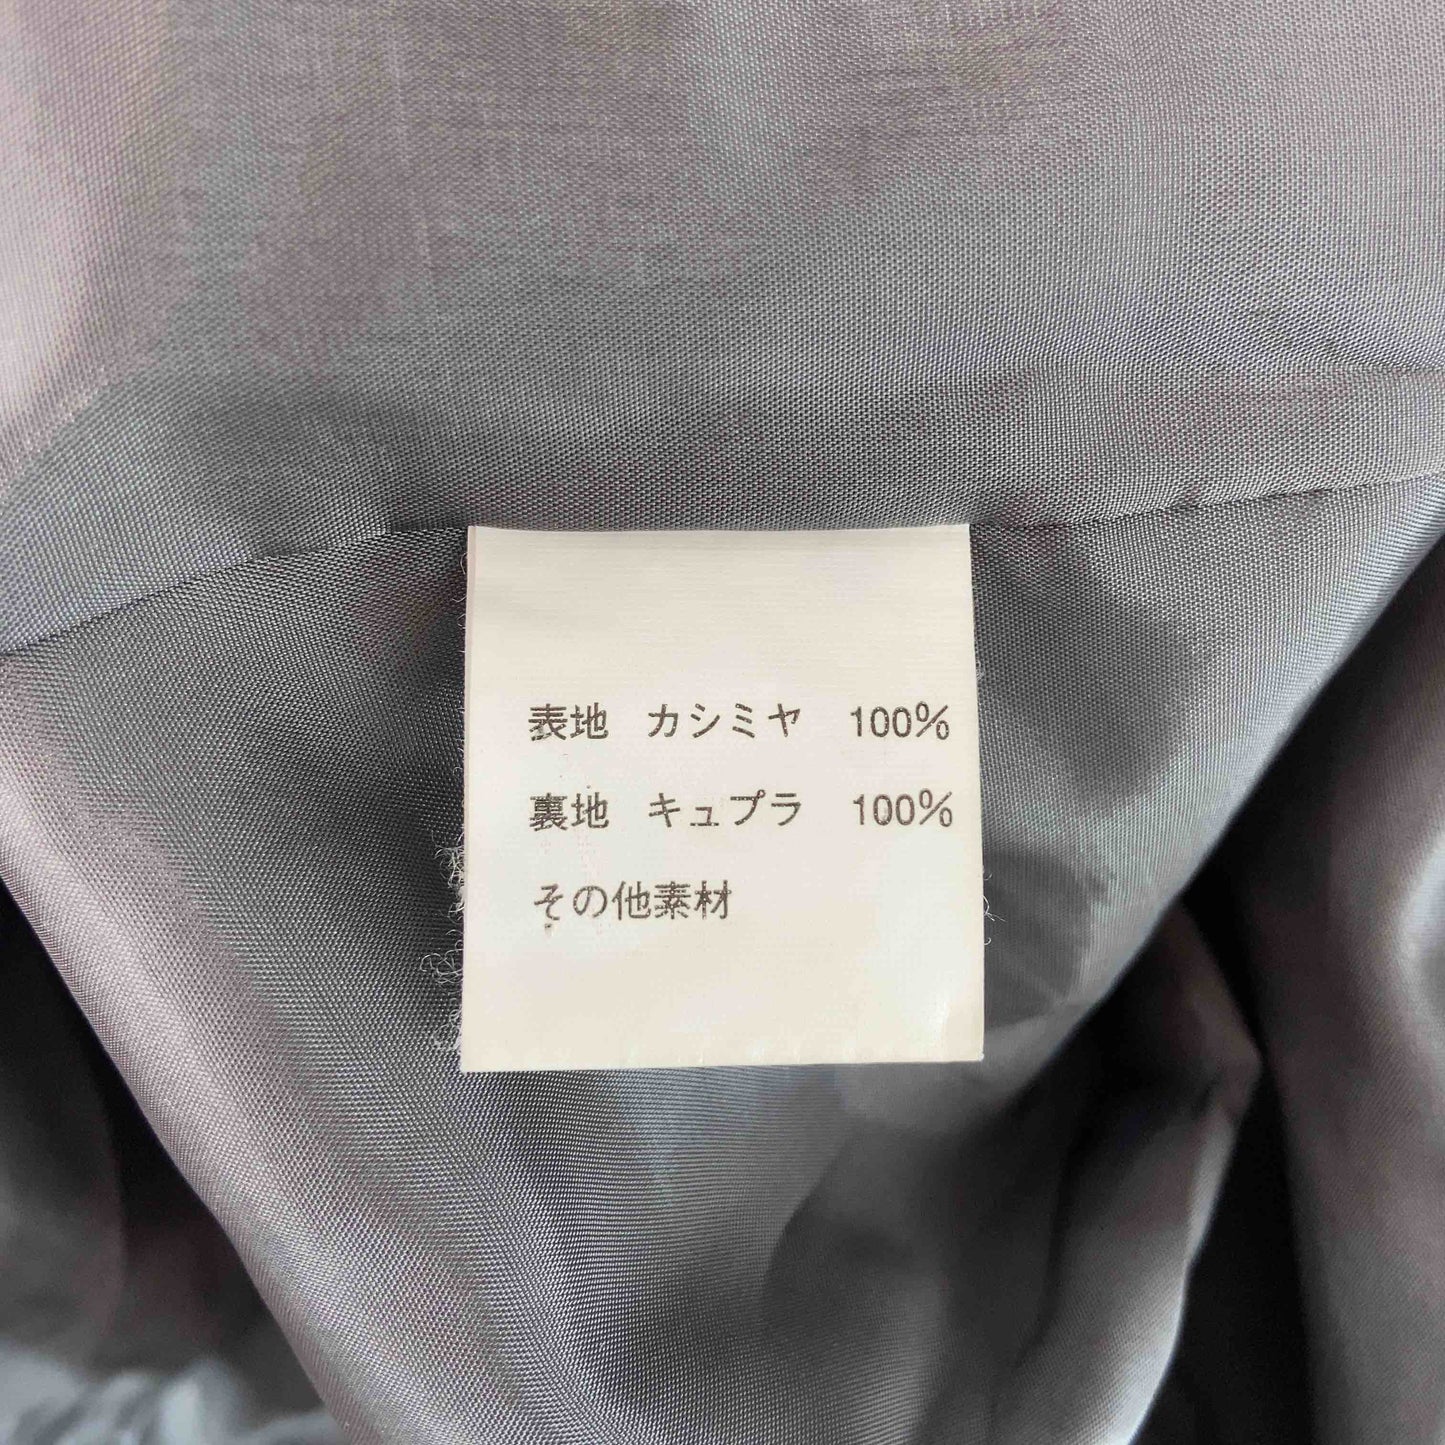 表地 カシミヤ 100%
裏地 キュプラ 100%
その他素材